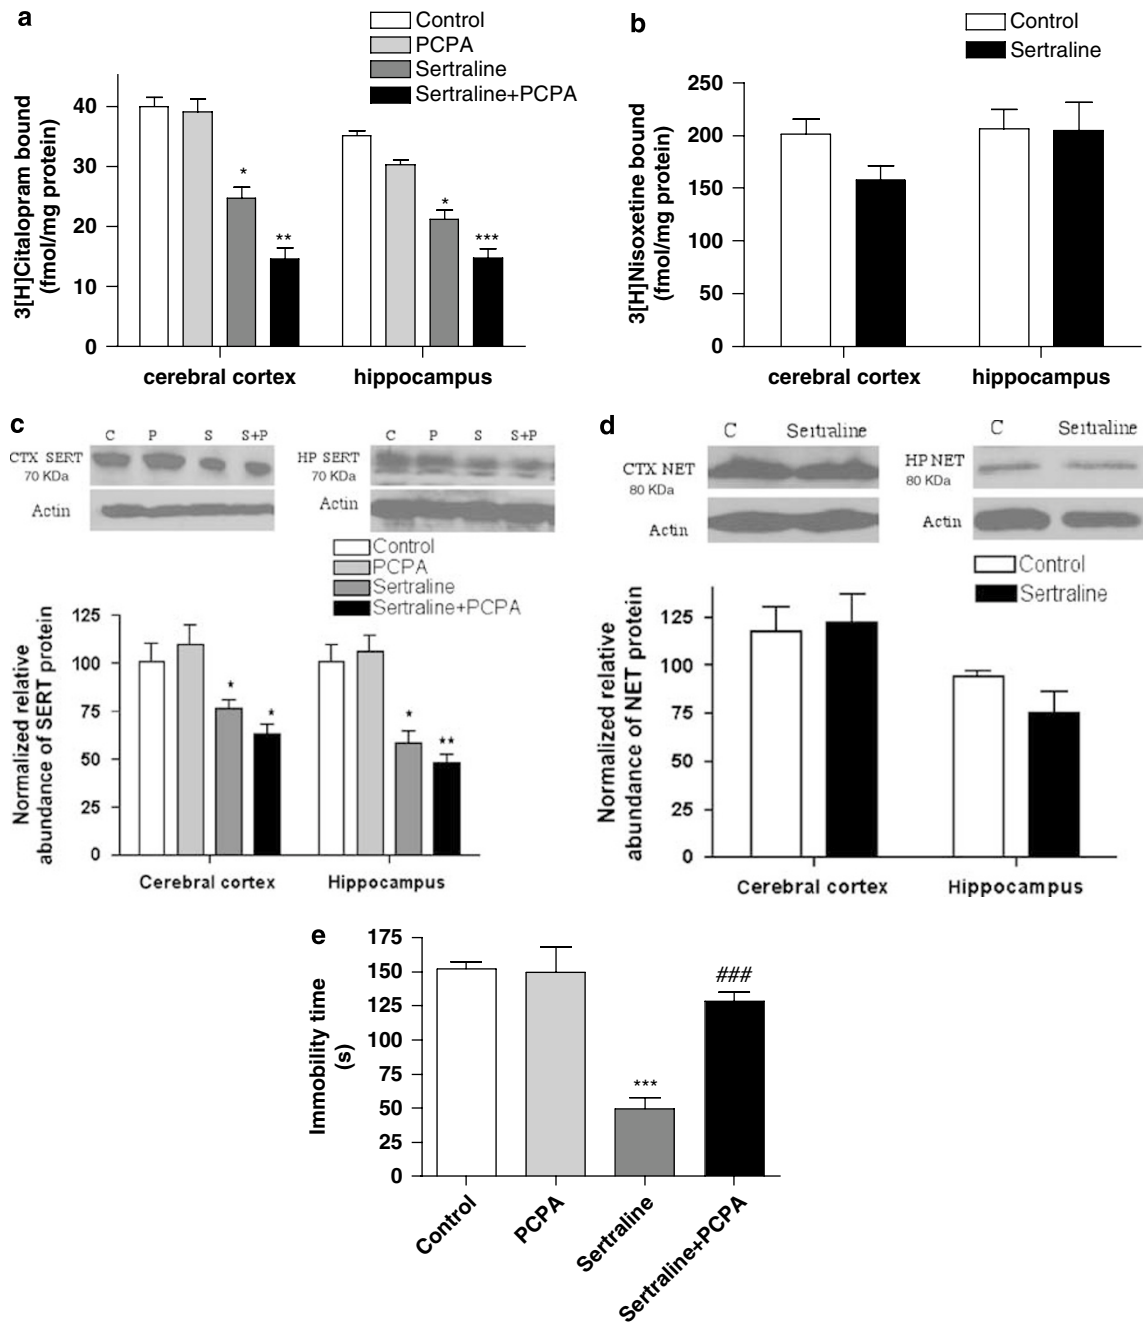 a
Control
PCPA
Sertraline
Sertraline+PCPA
3[H]Citalopram bound
(fmol/mg protein)
40
30
20
10
0
*
**
*
***
cerebral cortex
hippocampus
b
Control
Sertraline
3[H]Nisoxetine bound
(fmol/mg protein)
250
200
150
100
50
0
cerebral cortex
hippocampus
c
C P S S+P
CTX SERT
70 KDa
Actin
C P S S+P
HP SERT
70 KDa
Actin
Control
PCPA
Sertraline
Sertraline+PCPA
Normalized relative
abundance of SERT protein
125
100
75
50
25
0
*
*
*
**
Cerebral cortex
Hippocampus
d
C Sertraline
CTX NET
80 KDa
Actin
C Sertraline
HP NET
80 KDa
Actin
Control
Sertraline
Normalized relative
abundance of NET protein
125
100
75
50
25
0
Cerebral cortex
Hippocampus
e
Immobility time
(s)
175
150
125
100
75
50
25
0
***
###
Control
PCPA
Sertraline
Sertraline+PCPA